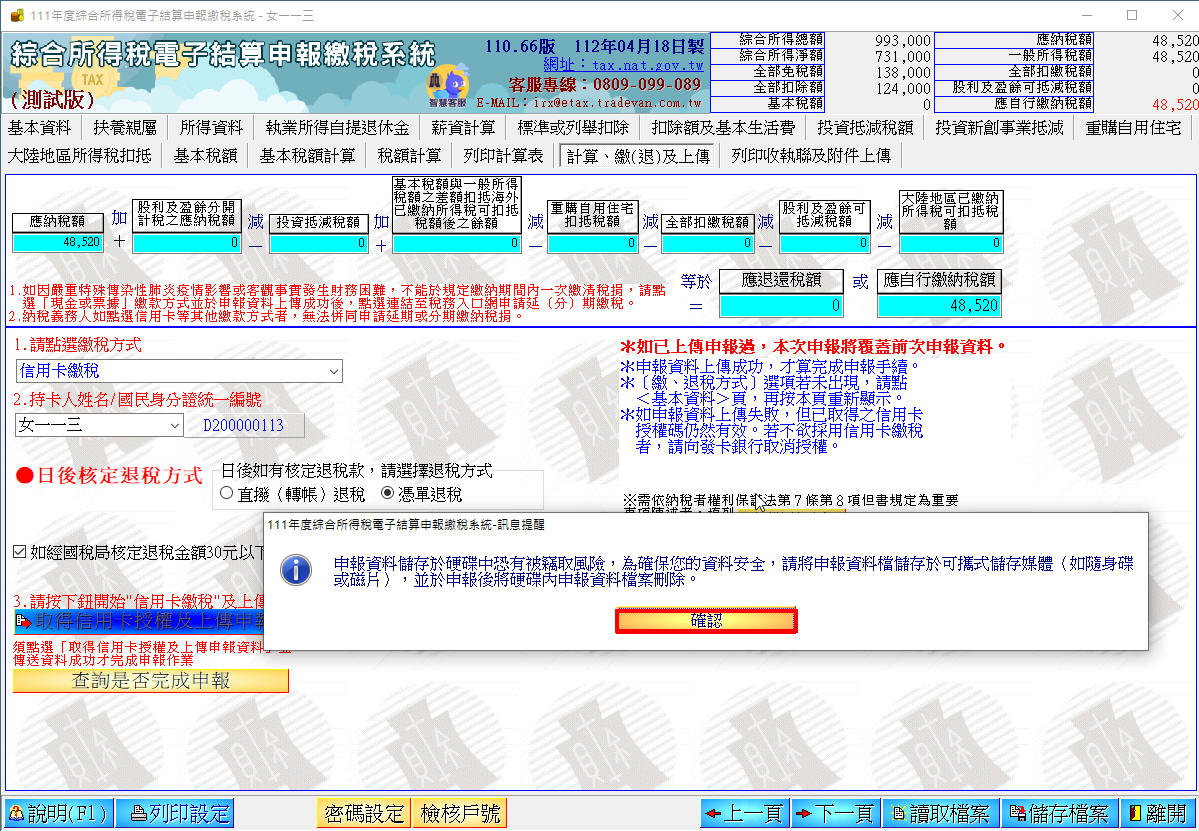 111年度綜合所得稅電子結算申報繳稅系統 - 女一一三
綜合所得稅電子結算申報繳稅系統
TAX
(測試版)
110.66版 112年04月18日製
網址：tax.nat.gov.tw
客服專線：0809-099-089
E-MAIL：irx@etax.tradevan.com.tw
智慧客服
綜合所得總額 993,000 應納稅額 48,520
綜合所得淨額 731,000 一般所得稅額 48,520
全部免稅額 138,000 全部扣繳稅額 0
全部扣除額 124,000 股利及盈餘可抵減稅額 0
基本稅額 0 應自行繳納稅額 48,520
基本資料 扶養親屬 所得資料 執業所得自提退休金 薪資計算 標準或列舉扣除 扣除額及基本生活費 投資抵減稅額 投資新創事業抵減 重購自用住宅
大陸地區所得稅扣抵 基本稅額 基本稅額計算 稅額計算 列印計算表 計算、繳(退)及上傳 列印收執聯及附件上傳
應納稅額
48,520
加
＋
股利及盈餘分開
計稅之應納稅額
0
減
－
投資抵減稅額
0
加
＋
基本稅額與一般所得
稅額之差額扣抵海外
已繳納所得稅可扣抵
稅額後之餘額
0
減
－
重購自用住宅
扣抵稅額
0
減
－
全部扣繳稅額
0
減
－
股利及盈餘可
抵減稅額
0
減
－
大陸地區已繳納
所得稅可扣抵稅
額
0
1.如因嚴重特殊傳染性肺炎疫情影響或客觀事實發生財務困難，不能於規定繳納期間內一次繳清稅捐，請點
選「現金或票據」繳款方式並於申報資料上傳成功後，點選連結至稅務入口網申請延（分）期繳稅。
2.納稅義務人如點選信用卡等其他繳款方式者，無法併同申請延期或分期繳納稅捐。
等於
＝
應退還稅額
0
或
應自行繳納稅額
48,520
1.請點選繳稅方式
信用卡繳稅
2.持卡人姓名/國民身分證統一編號
女一一三 D200000113
●日後核定退稅方式
日後如有核定退稅款，請選擇退稅方式
直撥（轉帳）退稅 憑單退稅
＊如已上傳申報過，本次申報將覆蓋前次申報資料。
＊申報資料上傳成功，才算完成申報手續。
＊〔繳、退稅方式〕選項若未出現，請點
＜基本資料＞頁，再按本頁重新顯示。
＊如申報資料上傳失敗，但已取得之信用卡
授權碼仍然有效。若不欲採用信用卡繳稅
者，請向發卡銀行取消授權。
※需依納稅者權利保護法第７條第８項但書規定為重要
如經國稅局核定退稅金額30元以下
111年度綜合所得稅電子結算申報繳稅系統-訊息提醒
申報資料儲存於硬碟中恐有被竊取風險，為確保您的資料安全，請將申報資料檔儲存於可攜式儲存媒體（如隨身碟
或磁片），並於申報後將硬碟內申報資料檔案刪除。
確認
3.請按下鈕開始"信用卡繳稅"及上傳
取得信用卡授權及上傳申報
須點選「取得信用卡授權及上傳申報資料」並
傳送資料成功才完成申報作業
查詢是否完成申報
說明(F1) 列印設定 密碼設定 檢核戶號 上一頁 下一頁 讀取檔案 儲存檔案 離開